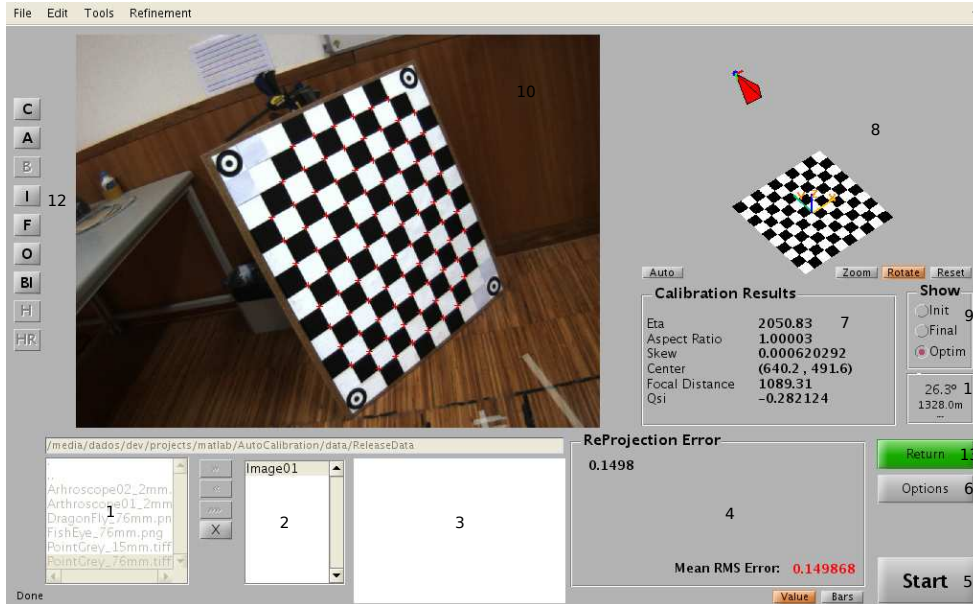 File Edit Tools Refinement
C
A
B
I
F
O
BI
H
HR
12
10
8
Auto Zoom Rotate Reset
Calibration Results
Eta 2050.83
Aspect Ratio 1.00003
Skew 0.000620292
Center (640.2 , 491.6)
Focal Distance 1089.31
Qsi -0.282124
7
Show
Init
Final
Optim
9
26.3º
1328.0m
...
1
/media/dados/dev/projects/matlab/AutoCalibration/data/ReleaseData
.
..
Arhroscope02_2mm.
Arthroscope01_2mm
DragonFly_76mm.pn
FishEye_76mm.png
PointGrey_15mm.tiff
PointGrey_76mm.tiff
1
X
Image01
2
3
ReProjection Error
0.1498
4
Mean RMS Error: 0.149868
Value Bars
Return
Options 6
Start 5
Done